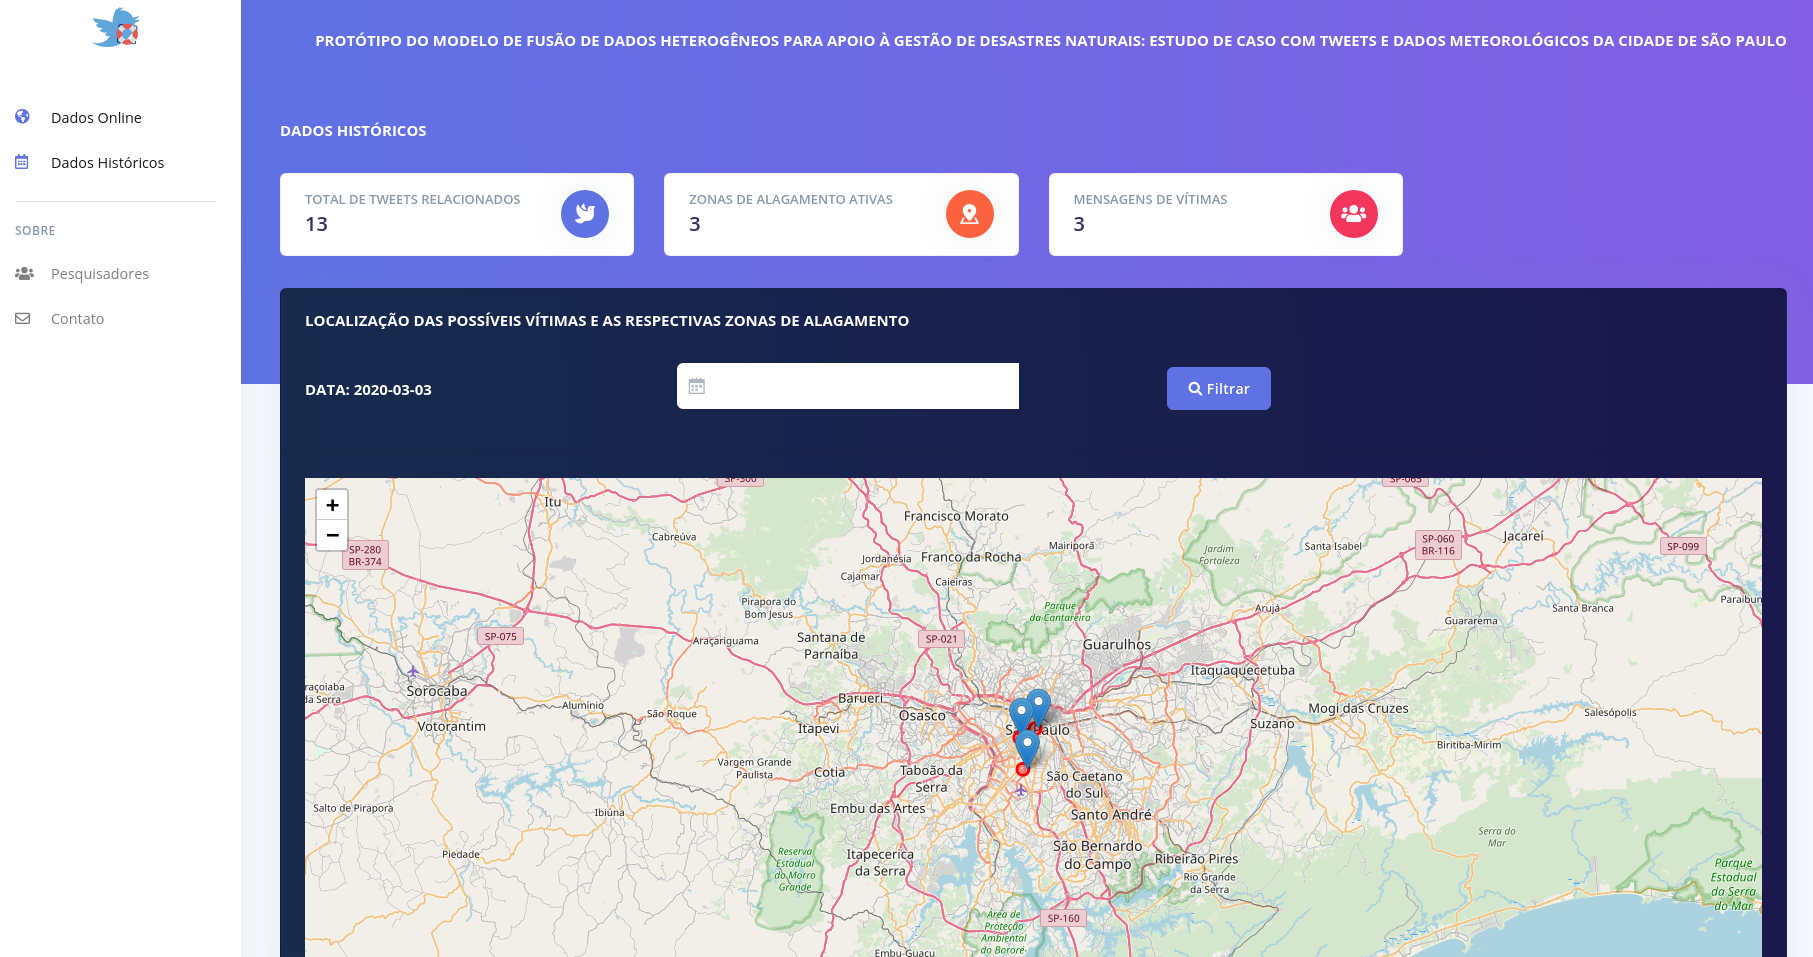 PROTÓTIPO DO MODELO DE FUSÃO DE DADOS HETEROGÊNEOS PARA APOIO À GESTÃO DE DESASTRES NATURAIS: ESTUDO DE CASO COM TWEETS E DADOS METEOROLÓGICOS DA CIDADE DE SÃO PAULO
Dados Online
Dados Históricos
SOBRE
Pesquisadores
Contato
DADOS HISTÓRICOS
TOTAL DE TWEETS RELACIONADOS
13
ZONAS DE ALAGAMENTO ATIVAS
3
MENSAGENS DE VÍTIMAS
3
LOCALIZAÇÃO DAS POSSÍVEIS VÍTIMAS E AS RESPECTIVAS ZONAS DE ALAGAMENTO
DATA: 2020-03-03
Filtrar
+
−
SP-300
SP-065
Itu
Francisco Morato
Cabreúva
Mairiporã
Jordanésia
Franco da Rocha
Jardim
Fortaleza
Santa Isabel
SP-060
BR-116
Jacareí
SP-099
SP-280
BR-374
Cajamar
Caieiras
Pirapora do
Bom Jesus
Parque
da Cantareira
Arujá
Santa Branca
Paraibun
Guararema
SP-075
Araçariguama
Santana de
Parnaíba
SP-021
Guarulhos
Itaquaquecetuba
raçoiaba
da Serra
Sorocaba
Alumínio
São Roque
Barueri
Osasco
Itapevi
Suzano
Mogi das Cruzes
Salesópolis
Votorantim
Biritiba-Mirim
Vargem Grande
Paulista
Cotia
Taboão da
Serra
São Caetano
do Sul
Salto de Pirapora
Ibiúna
Embu das Artes
Santo André
Serra do
Mar
Piedade
Reserva
Estadual
do Morro
Grande
Itapecerica
da Serra
São Bernardo
do Campo
Ribeirão Pires
Rio Grande
da Serra
Parque
Estadual
da Serra
do Mar
SP-160
Área de
Proteção
Ambiental
do Bororé-
Embu-Guaçu